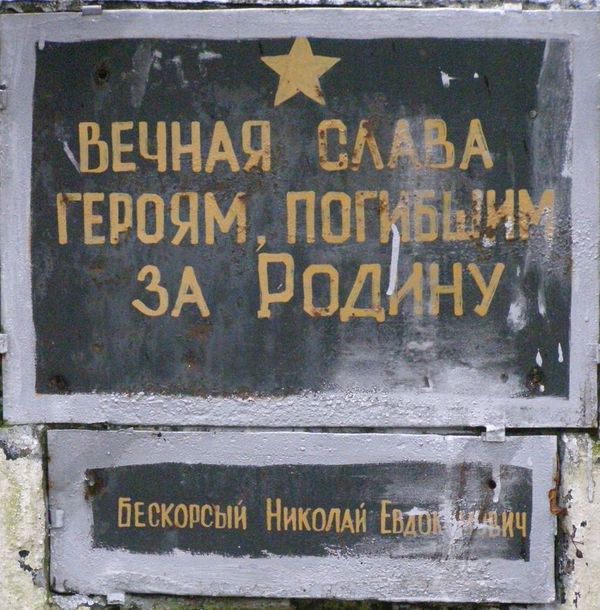 ВЕЧНАЯ СЛАВА
ГЕРОЯМ, ПОГИБШИМ
ЗА РОДИНУ
БЕСКОРСЫЙ НИКОЛАЙ